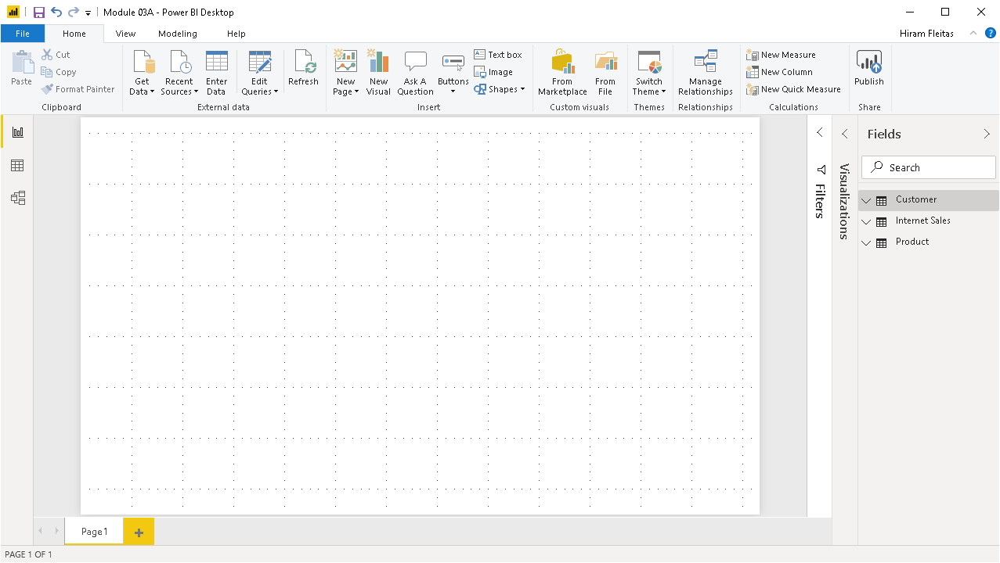 Module 03A - Power BI Desktop
File Home View Modeling Help Hiram Fleitas ?
Paste
Cut
Copy
Format Painter
Clipboard
Get Data
Recent Sources
Enter Data
Edit Queries
Refresh
External data
New Page
New Visual
Ask A Question
Buttons
Text box
Image
Shapes
Insert
From Marketplace
From File
Custom visuals
Switch Theme
Themes
Manage Relationships
Relationships
New Measure
New Column
New Quick Measure
Calculations
Publish
Share
Filters
Visualizations
Fields
Search
Customer
Internet Sales
Product
Page1
PAGE 1 OF 1